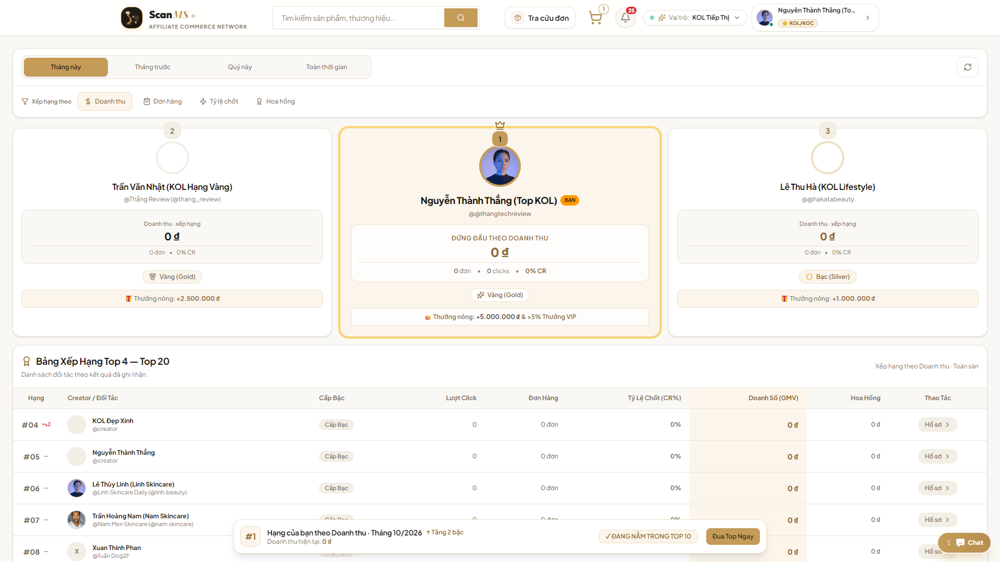 ScanMS
AFFILIATE COMMERCE NETWORK
Tìm kiếm sản phẩm, thương hiệu...
Tra cứu đơn
1
25
Vai trò: KOL Tiếp Thị
Nguyễn Thành Thắng (To...
KOL/KOC
Tháng này
Tháng trước
Quý này
Toàn thời gian
Xếp hạng theo
Doanh thu
Đơn hàng
Tỷ lệ chốt
Hoa hồng
2
Trần Văn Nhật (KOL Hạng Vàng)
@Thắng Review (@thang_review)
Doanh thu · xếp hạng
0 ₫
0 đơn • 0% CR
Vàng (Gold)
Thưởng nóng: +2.500.000 ₫
1
Nguyễn Thành Thắng (Top KOL) BẠN
@@thangtechreview
ĐỨNG ĐẦU THEO DOANH THU
0 ₫
0 đơn • 0 clicks • 0% CR
Vàng (Gold)
Thưởng nóng: +5.000.000 ₫ & +5% Thưởng VIP
3
Lê Thu Hà (KOL Lifestyle)
@@hakatabeauty
Doanh thu · xếp hạng
0 ₫
0 đơn • 0% CR
Bạc (Silver)
Thưởng nóng: +1.000.000 ₫
Bảng Xếp Hạng Top 4 — Top 20
Danh sách đối tác theo kết quả đã ghi nhận.
Xếp hạng theo Doanh thu · Toàn sàn
Hạng Creator / Đối Tác Cấp Bậc Lượt Click Đơn Hàng Tỷ Lệ Chốt (CR%) Doanh Số (GMV) Hoa Hồng Thao Tác
#04 2 KOL Đẹp Xinh Cấp Bạc 0 0 đơn 0% 0 ₫ 0 ₫ Hồ sơ
@creator
#05 — Nguyễn Thành Thắng Cấp Bạc 0 0 đơn 0% 0 ₫ 0 ₫ Hồ sơ
@creator
#06 — Lê Thùy Linh (Linh Skincare) Cấp Bạc 0 0 đơn 0% 0 ₫ 0 ₫ Hồ sơ
@Linh Skincare Daily (@linh.beauty)
#07 — Trần Hoàng Nam (Nam Skincare) Cấp Bạc 0 0 đơn 0% 0 ₫ 0 ₫ Hồ sơ
@Nam Men Skincare (@nam.skincare)
#08 — X Xuan Thinh Phan 0 ₫ 0 ₫ Hồ sơ
@Tuấn Dog2F
#1
Hạng của bạn theo Doanh thu · Tháng 10/2026 ↑ Tăng 2 bậc
Doanh thu hiện tại: 0 ₫
✓ ĐANG NẰM TRONG TOP 10
Đua Top Ngay
Chat